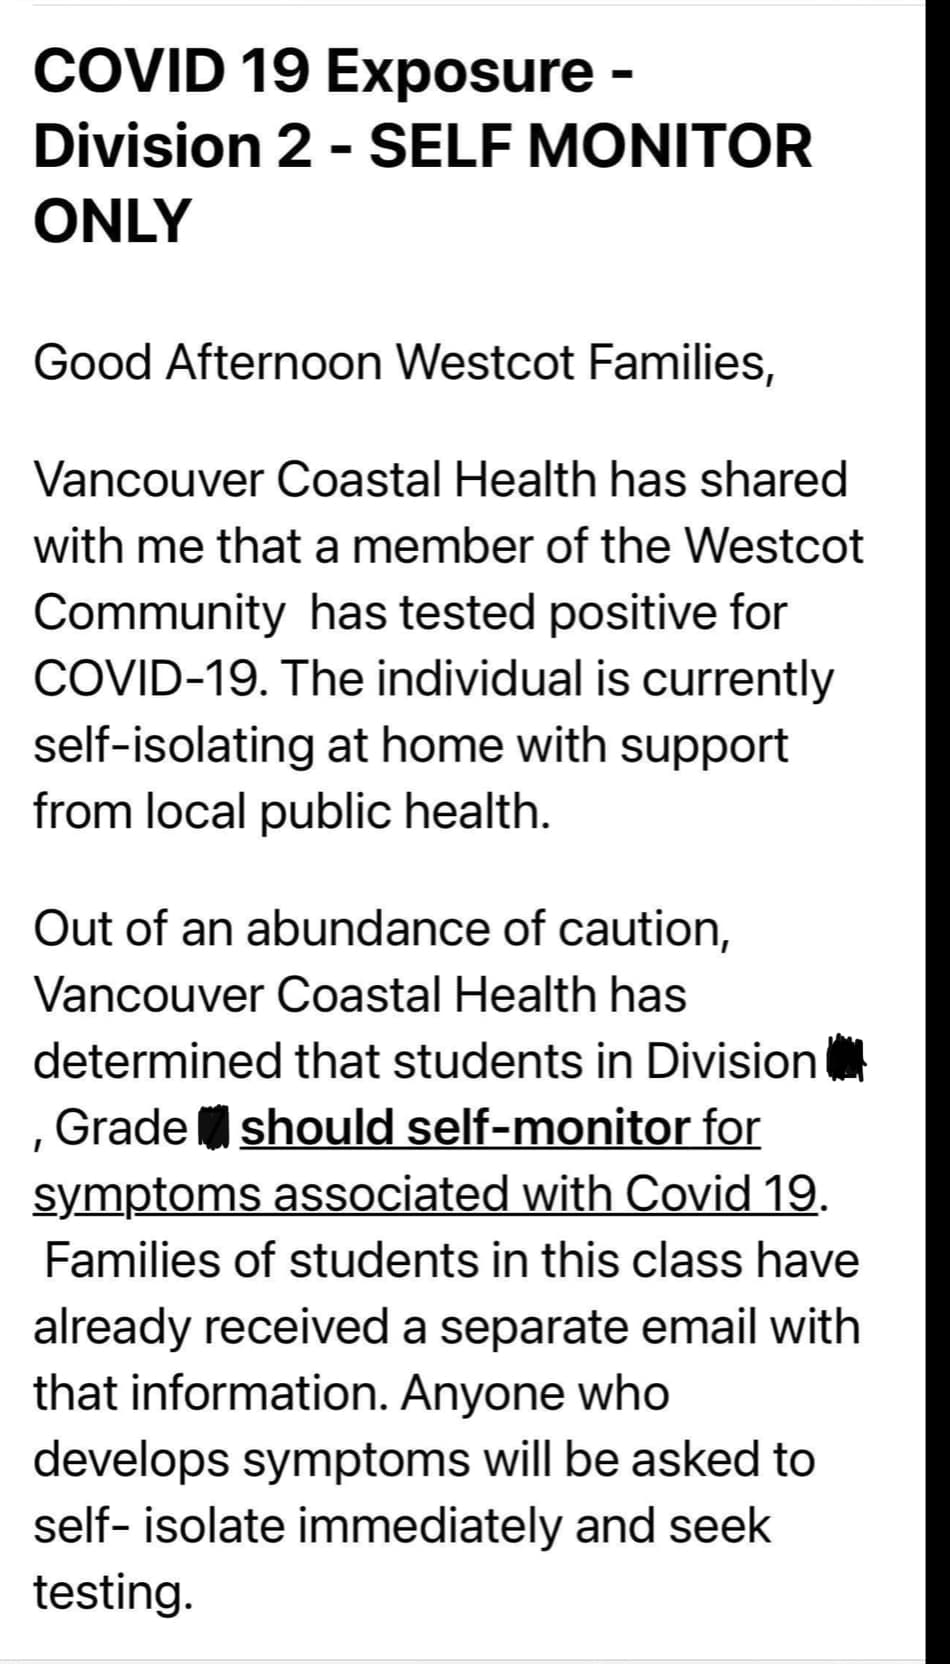 COVID 19 Exposure -
Division 2 - SELF MONITOR
ONLY
Good Afternoon Westcot Families,
Vancouver Coastal Health has shared
with me that a member of the Westcot
Community  has tested positive for
COVID-19. The individual is currently
self-isolating at home with support
from local public health.
Out of an abundance of caution,
Vancouver Coastal Health has
determined that students in Division
, Grade should self-monitor for
symptoms associated with Covid 19.
Families of students in this class have
already received a separate email with
that information. Anyone who
develops symptoms will be asked to
self- isolate immediately and seek
testing.